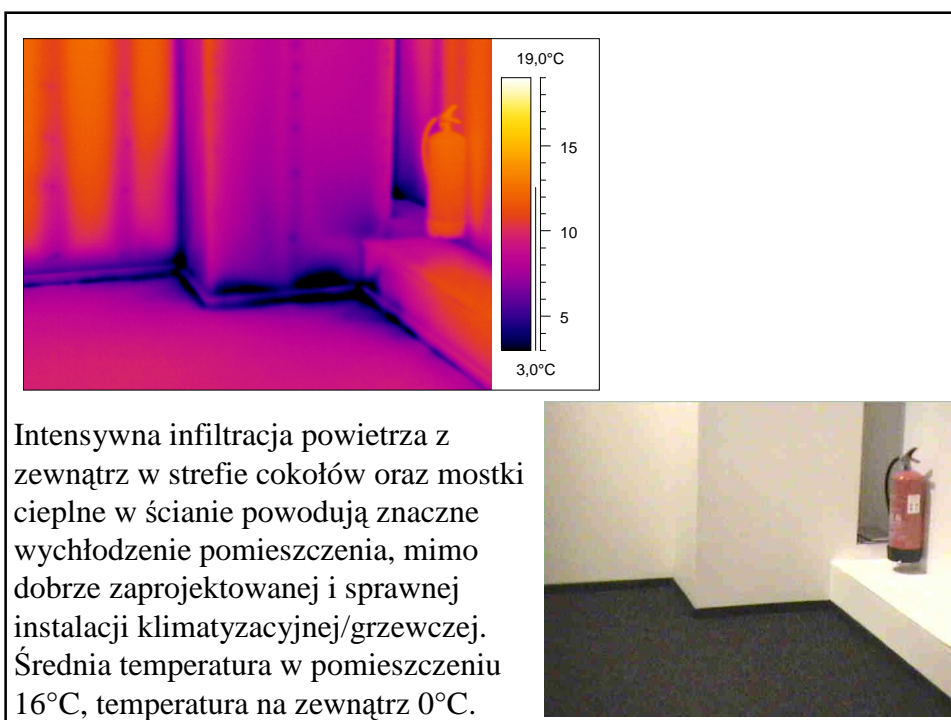 19,0°C
15
10
5
3,0°C
Intensywna infiltracja powietrza z
zewnątrz w strefie cokołów oraz mostki
cieplne w ścianie powodują znaczne
wychłodzenie pomieszczenia, mimo
dobrze zaprojektowanej i sprawnej
instalacji klimatyzacyjnej/grzewczej.
Średnia temperatura w pomieszczeniu
16°C, temperatura na zewnątrz 0°C.